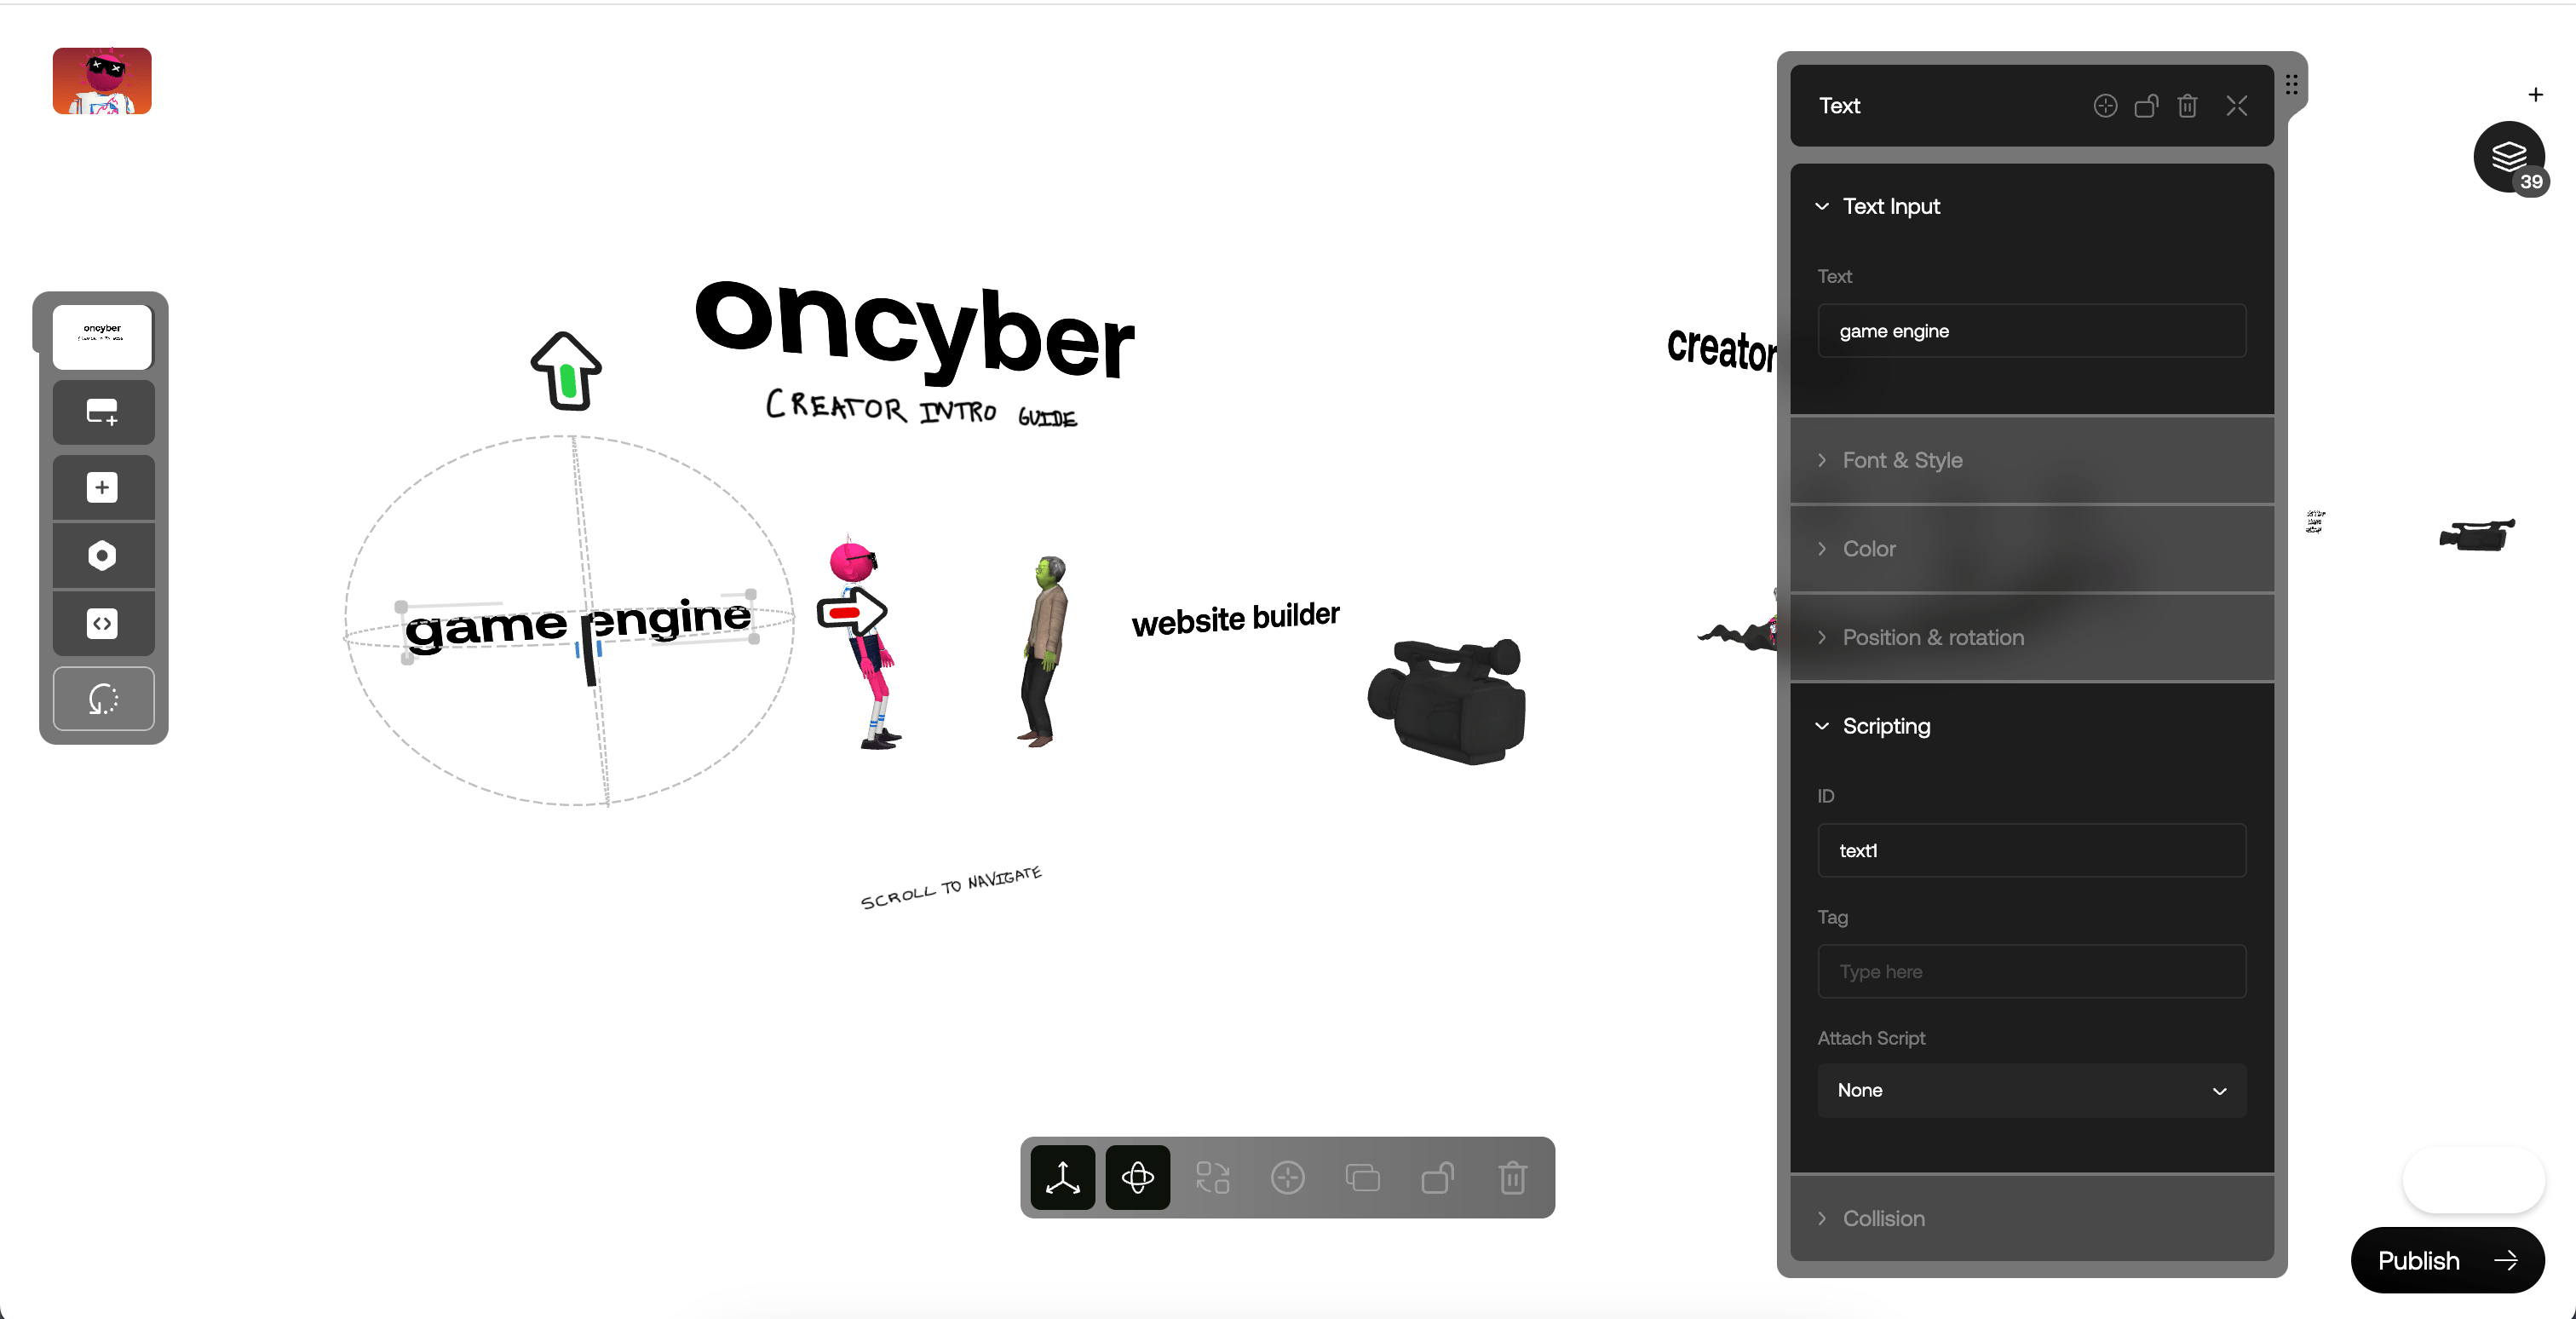 oncyber
CREATOR INTRO GUIDE
game engine
website builder
creator
SCROLL TO NAVIGATE
oncyber
Text
Text Input
Text
game engine
Font & Style
Color
Position & rotation
Scripting
ID
text1
Tag
Type here
Attach Script
None
Collision
39
Publish